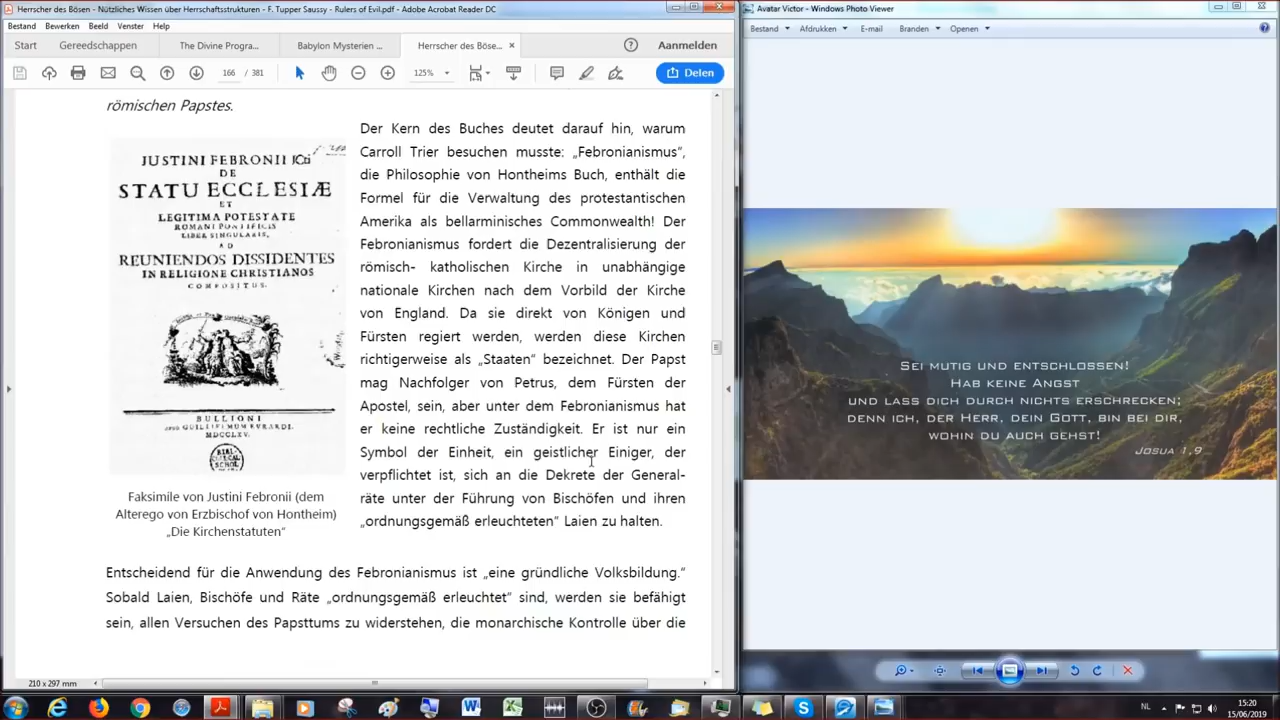 Herrscher des Bösen - Nützliches Wissen über Herrschaftsstrukturen - F. Tupper Saussy - Rulers of Evil.pdf - Adobe Acrobat Reader DC
Bestand Bewerken Beeld Venster Help
Start Gereedschappen The Divine Progra... Babylon Mysterien ... Herrscher des Böse... × Aanmelden
166 / 381 125% Delen
römischen Papstes.
JUSTINI FEBRONII
DE
STATU ECCLESIÆ
ET
LEGITIMA POTESTATE
ROMANI PONTIFICIS
LIBER SINGULARIS,
AD
REUNIENDOS DISSIDENTES
IN RELIGIONE CHRISTIANOS
COMPOSITUS.
BULLIONI
MDCCLXV.
Faksimile von Justini Febronii (dem
Alterego von Erzbischof von Hontheim)
„Die Kirchenstatuten“
Der Kern des Buches deutet darauf hin, warum
Carroll Trier besuchen musste: „Febronianismus“,
die Philosophie von Hontheims Buch, enthält die
Formel für die Verwaltung des protestantischen
Amerika als bellarminisches Commonwealth! Der
Febronianismus fordert die Dezentralisierung der
römisch- katholischen Kirche in unabhängige
nationale Kirchen nach dem Vorbild der Kirche
von England. Da sie direkt von Königen und
Fürsten regiert werden, werden diese Kirchen
richtigerweise als „Staaten“ bezeichnet. Der Papst
mag Nachfolger von Petrus, dem Fürsten der
Apostel, sein, aber unter dem Febronianismus hat
er keine rechtliche Zuständigkeit. Er ist nur ein
Symbol der Einheit, ein geistlicher Einiger, der
verpflichtet ist, sich an die Dekrete der General-
räte unter der Führung von Bischöfen und ihren
„ordnungsgemäß erleuchteten“ Laien zu halten.
Entscheidend für die Anwendung des Febronianismus ist „eine gründliche Volksbildung.“
Sobald Laien, Bischöfe und Räte „ordnungsgemäß erleuchtet“ sind, werden sie befähigt
sein, allen Versuchen des Papsttums zu widerstehen, die monarchische Kontrolle über die
210 x 297 mm
Avatar Victor - Windows Photo Viewer
Bestand Afdrukken E-mail Branden Openen
Sei mutig und entschlossen!
Hab keine Angst
und lass dich durch nichts erschrecken;
denn ich, der Herr, dein Gott, bin bei dir,
wohin du auch gehst!
Josua 1,9
NL 15:20
15/06/2019